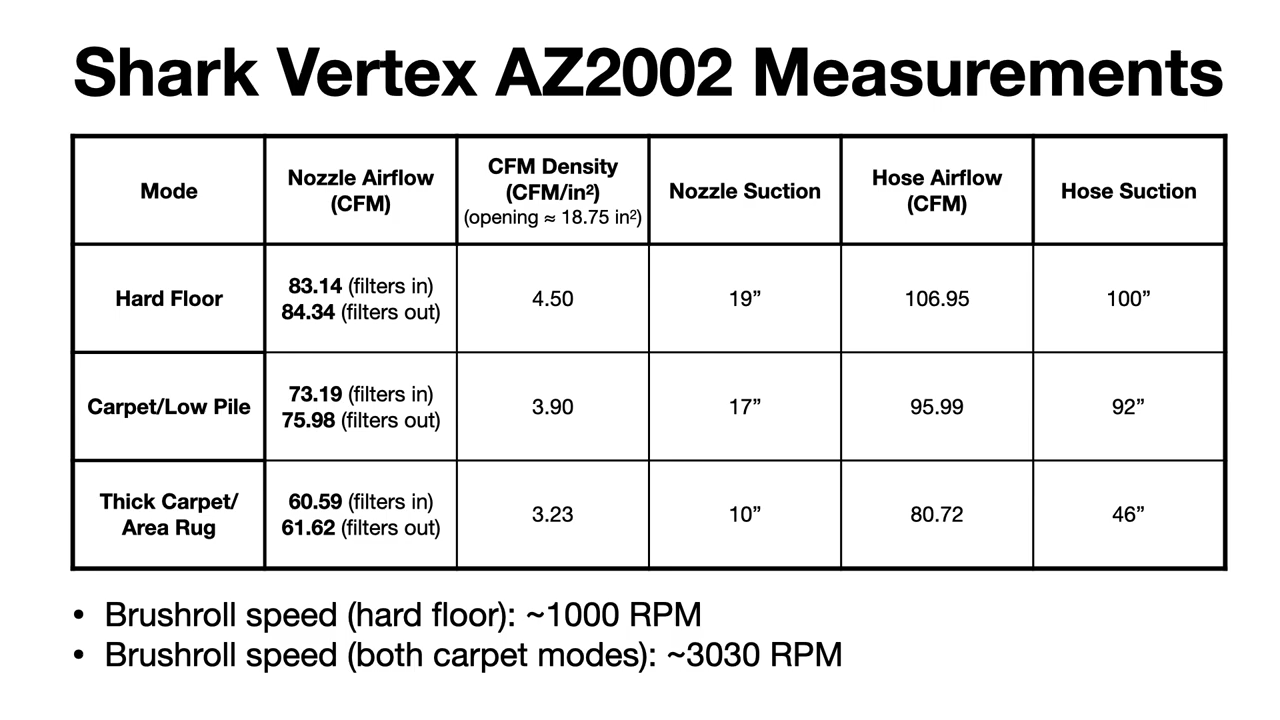 Shark Vertex AZ2002 Measurements
Mode
Nozzle Airflow
(CFM)
CFM Density
(CFM/in²)
(opening ≈ 18.75 in²)
Nozzle Suction
Hose Airflow
(CFM)
Hose Suction
Hard Floor
83.14 (filters in)
84.34 (filters out)
4.50
19”
106.95
100”
Carpet/Low Pile
73.19 (filters in)
75.98 (filters out)
3.90
17”
95.99
92”
Thick Carpet/
Area Rug
60.59 (filters in)
61.62 (filters out)
3.23
10”
80.72
46”
• Brushroll speed (hard floor): ~1000 RPM
• Brushroll speed (both carpet modes): ~3030 RPM